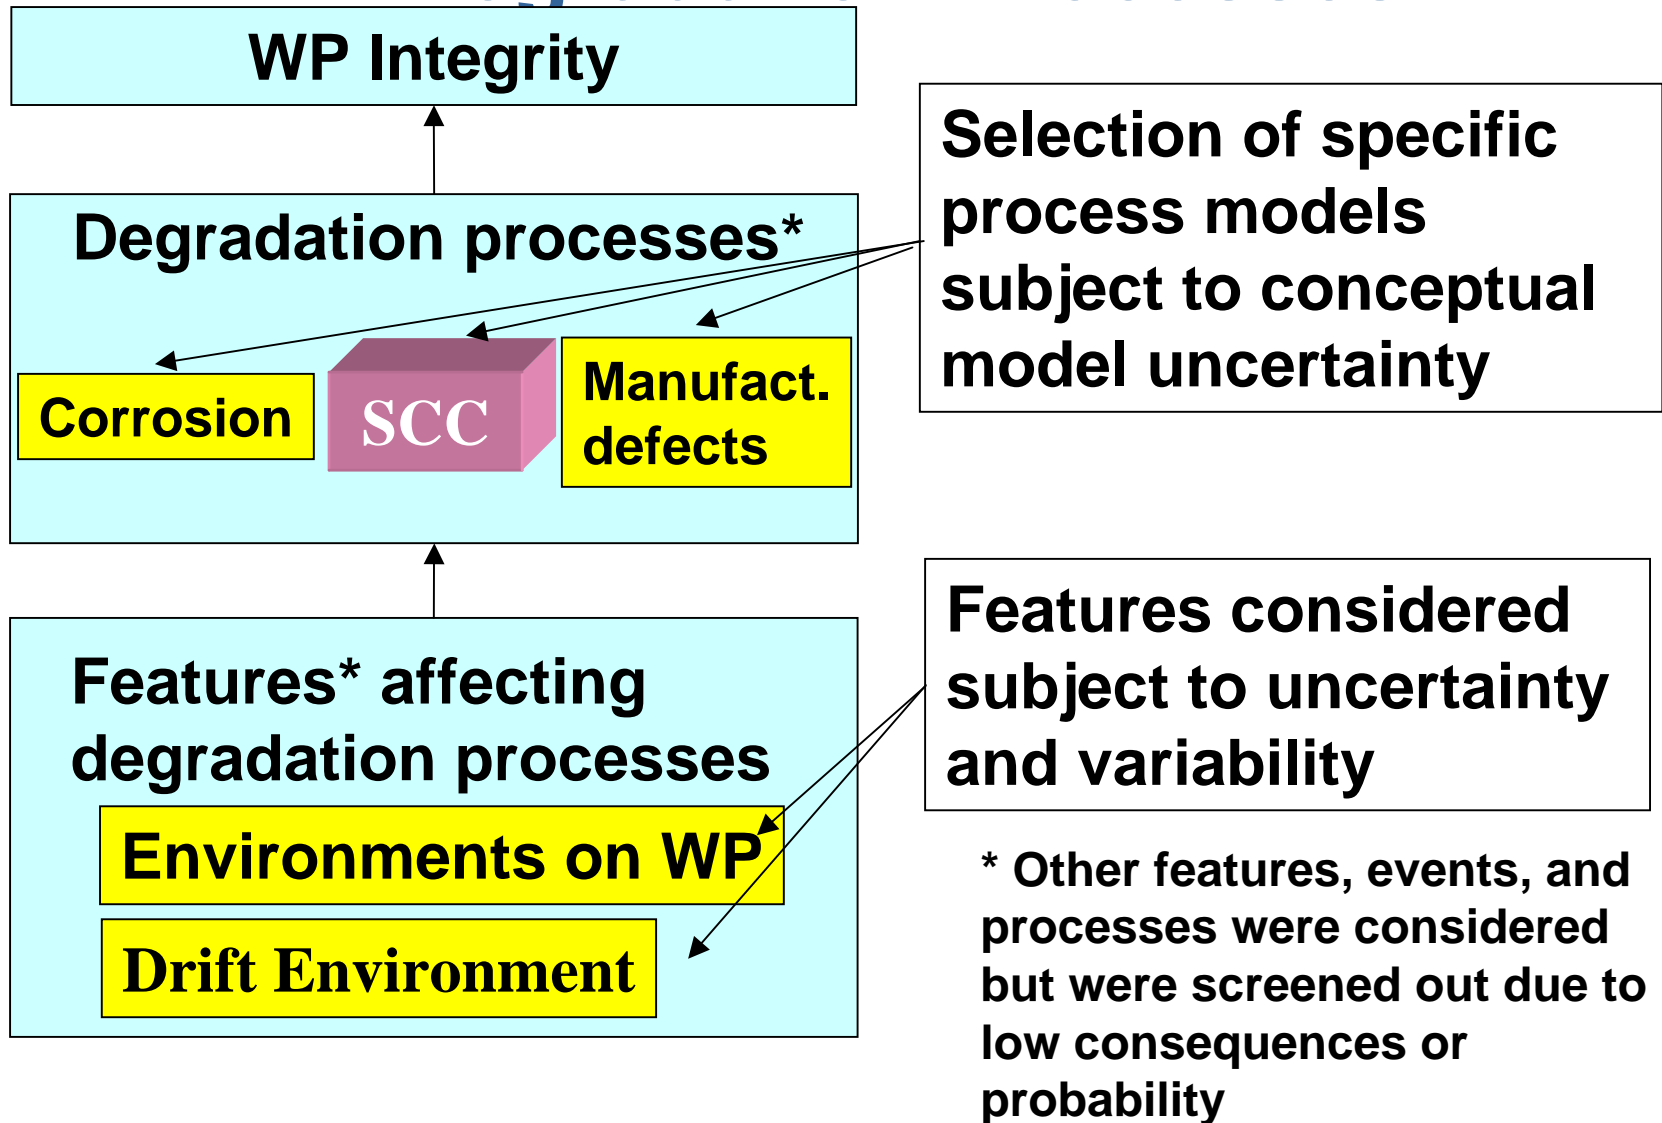 WP Integrity
Degradation processes*
Corrosion
SCC
Manufact.
defects
Selection of specific
process models
subject to conceptual
model uncertainty
Features* affecting
degradation processes
Environments on WP
Drift Environment
Features considered
subject to uncertainty
and variability
* Other features, events, and
processes were considered
but were screened out due to
low consequences or
probability